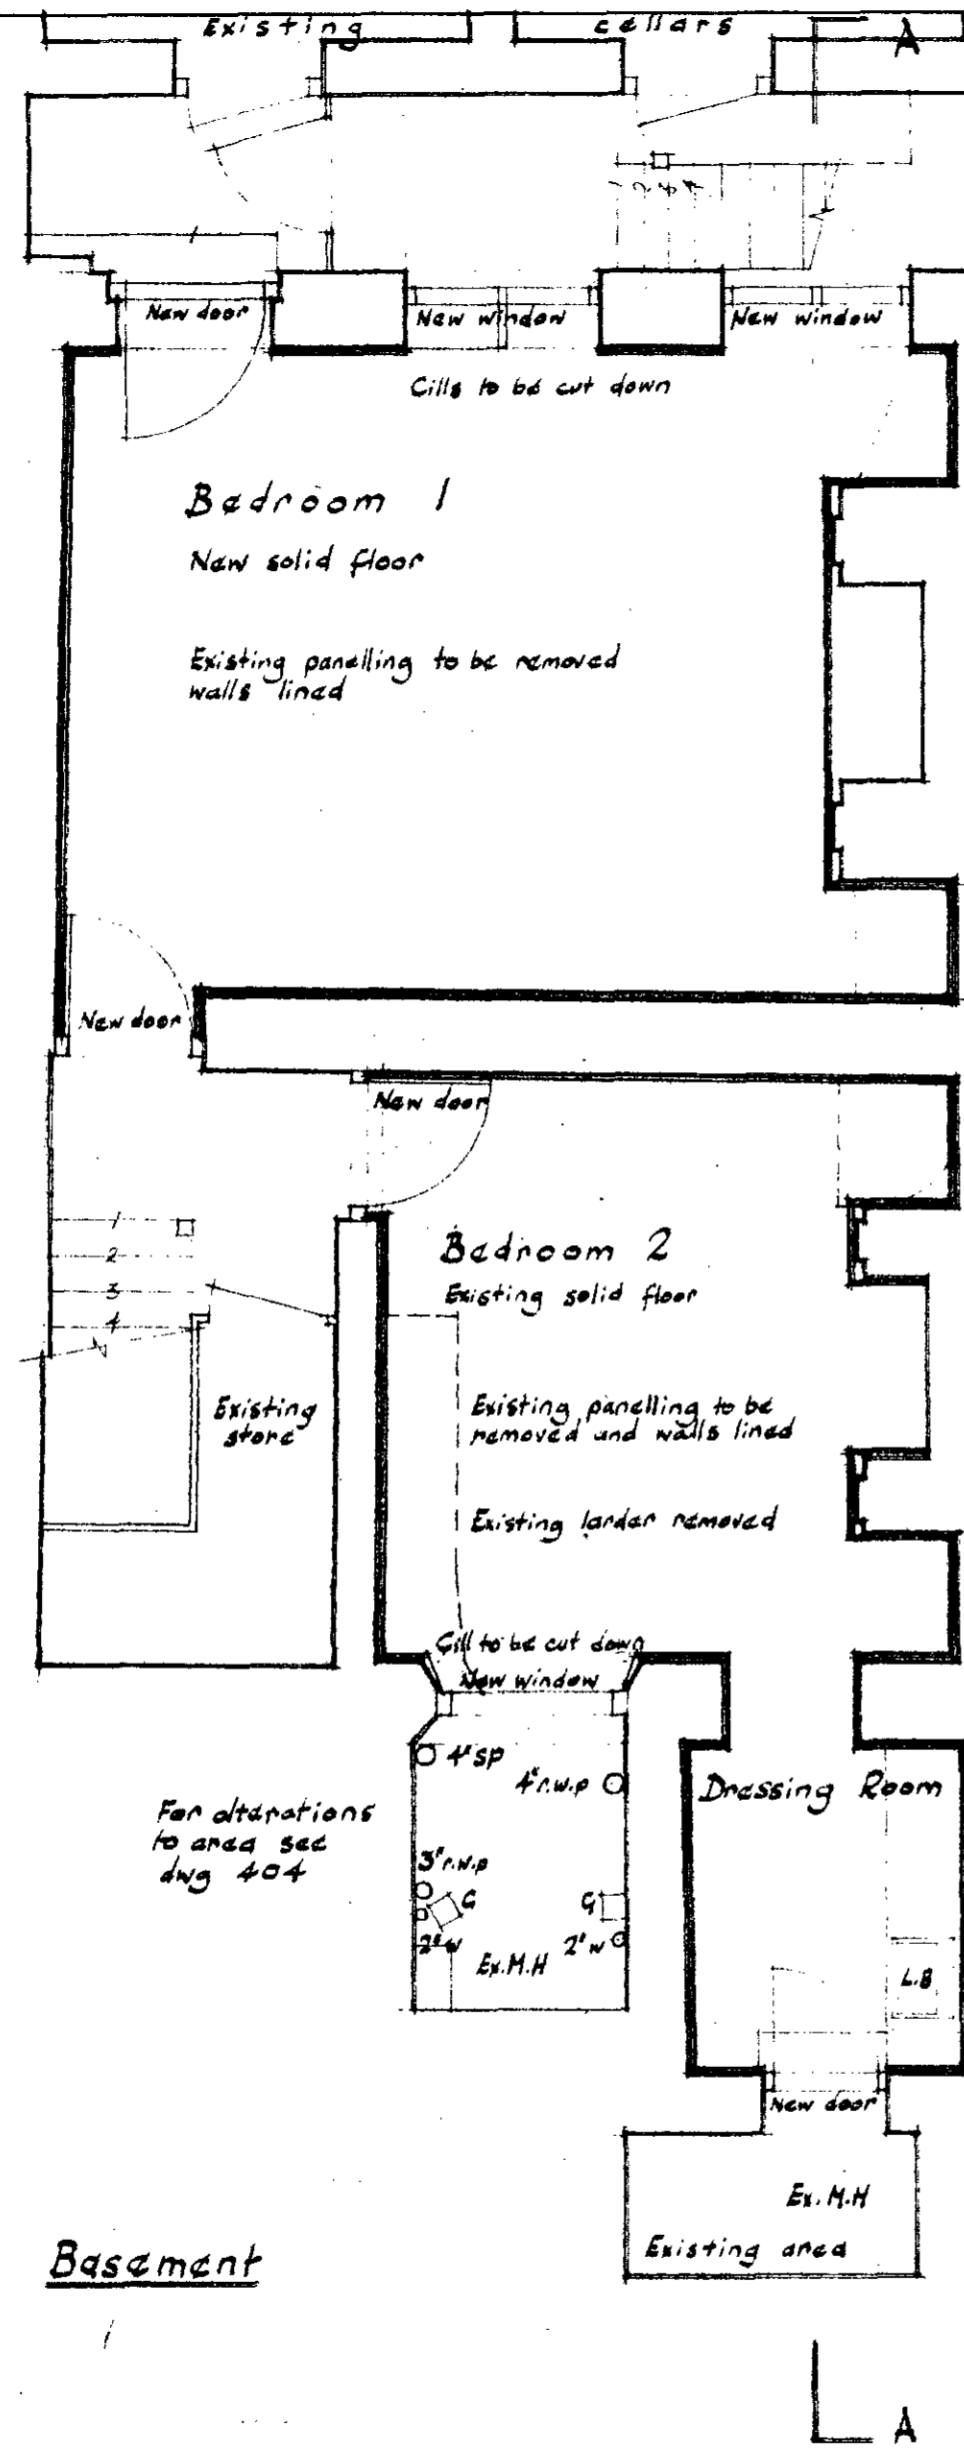 Existing cellars
A
1 2 3 4
New door
New window
New window
Cills to be cut down
Bedroom 1
New solid floor
Existing panelling to be removed
walls lined
New door
New door
1
2
3
4
Bedroom 2
Existing solid floor
Existing
store
Existing panelling to be
removed and walls lined
Existing larder removed
Cill to be cut down
New window
4" SP
4" r.w.p
Dressing Room
For alterations
to area see
dwg 404
3" r.w.p
G
G
2" w
2" w
Ex.M.H
L.B
New door
Ex.M.H
Existing area
Basement
A